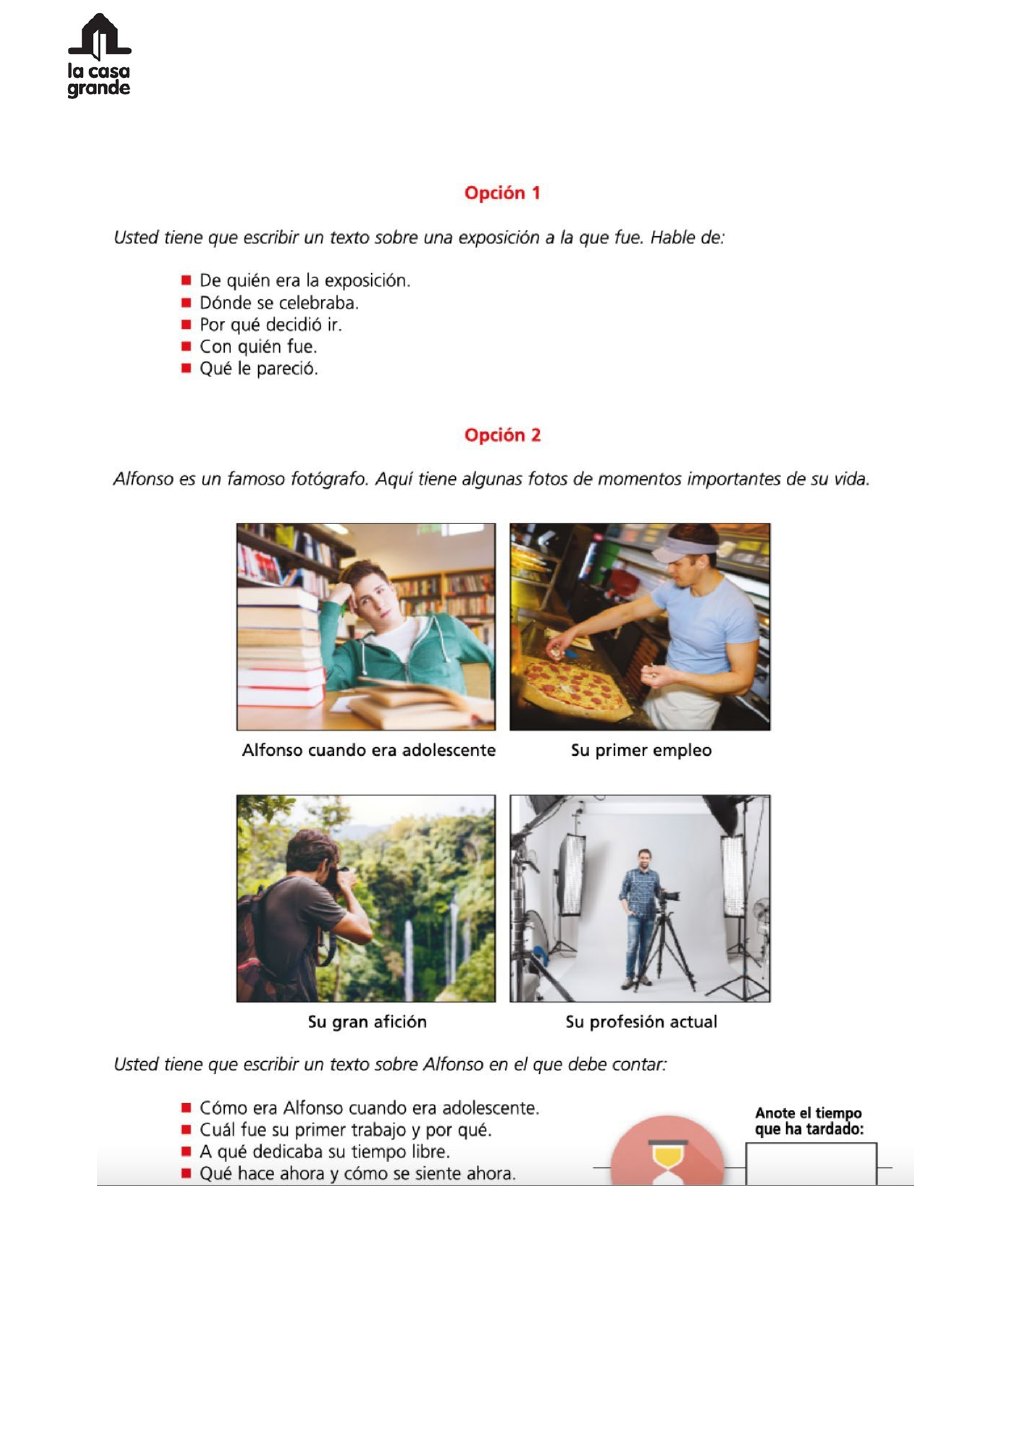 la casa
grande
Opción 1
Usted tiene que escribir un texto sobre una exposición a la que fue. Hable de:
De quién era la exposición.
Dónde se celebraba.
Por qué decidió ir.
Con quién fue.
Qué le pareció.
Opción 2
Alfonso es un famoso fotógrafo. Aquí tiene algunas fotos de momentos importantes de su vida.
Alfonso cuando era adolescente
Su primer empleo
Su gran afición
Su profesión actual
Usted tiene que escribir un texto sobre Alfonso en el que debe contar:
Cómo era Alfonso cuando era adolescente.
Cuál fue su primer trabajo y por qué.
A qué dedicaba su tiempo libre.
Qué hace ahora y cómo se siente ahora.
Anote el tiempo
que ha tardado: